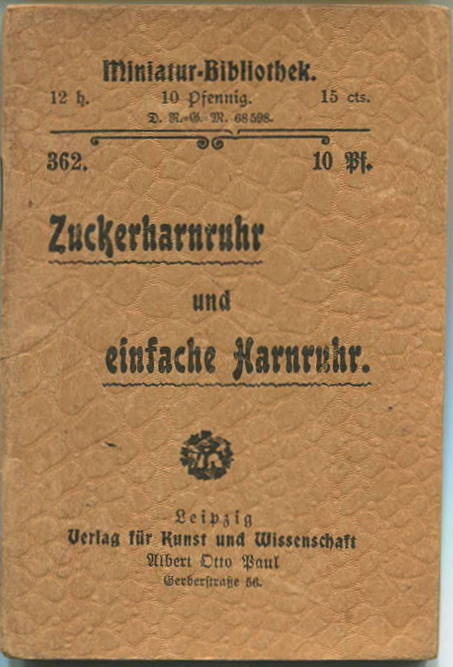 Miniatur-Bibliothek.
12 h. 10 Pfennig. 15 cts.
D. R.-G.-M. 68598.
362. 10 Pf.
Zuckerharnruhr
und
einfache Harnruhr.
Leipzig
Verlag für Kunst und Wissenschaft
Albert Otto Paul
Gerberstraße 56.